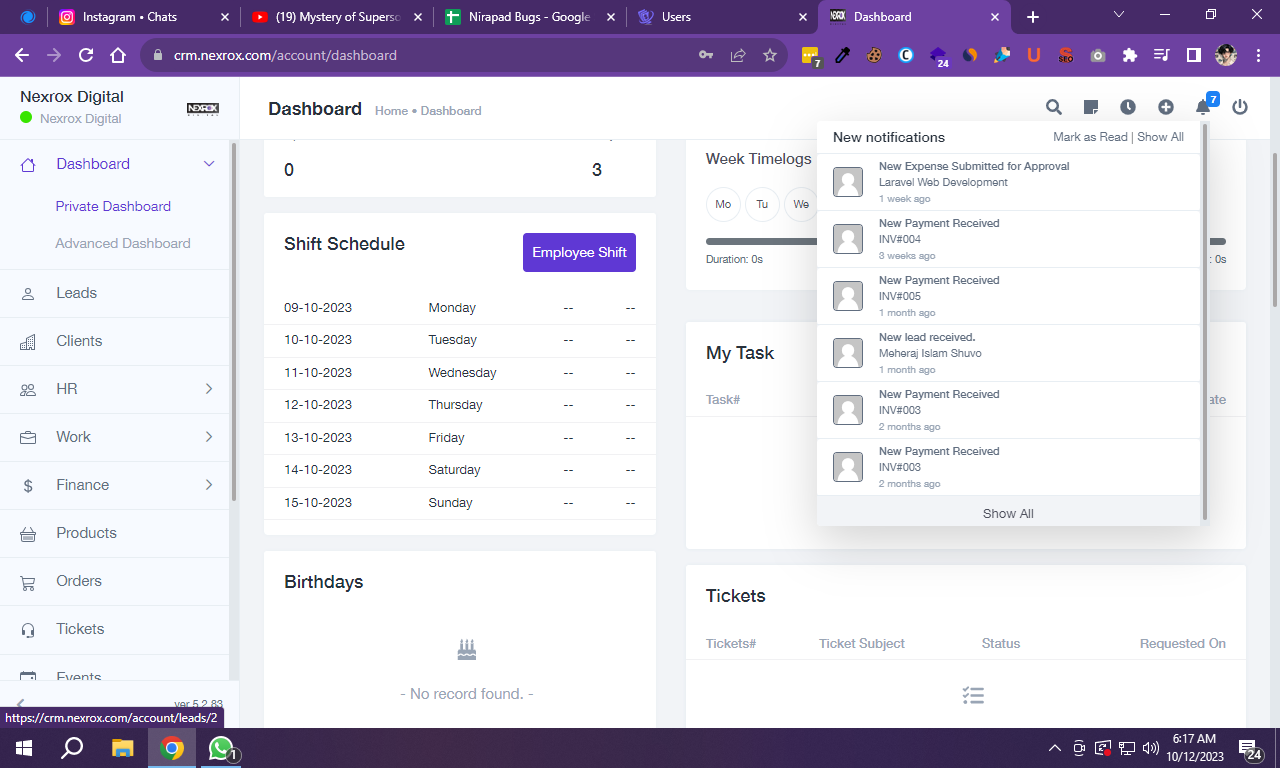 Instagram • Chats
(19) Mystery of Superso
Nirapad Bugs - Google
Users
Dashboard
crm.nexrox.com/account/dashboard
7
24
SEO
Nexrox Digital
Nexrox Digital
NEXROX
Dashboard
Home • Dashboard
7
Dashboard
Private Dashboard
Advanced Dashboard
Leads
Clients
HR
Work
Finance
Products
Orders
Tickets
Events
ver 5.2.83
https://crm.nexrox.com/account/leads/2
0
3
Shift Schedule
Employee Shift
09-10-2023 Monday -- --
10-10-2023 Tuesday -- --
11-10-2023 Wednesday -- --
12-10-2023 Thursday -- --
13-10-2023 Friday -- --
14-10-2023 Saturday -- --
15-10-2023 Sunday -- --
Birthdays
- No record found. -
Week Timelogs
Mo Tu We
Duration: 0s
: 0s
My Task
Task#
ate
New notifications
Mark as Read | Show All
New Expense Submitted for Approval
Laravel Web Development
1 week ago
New Payment Received
INV#004
3 weeks ago
New Payment Received
INV#005
1 month ago
New lead received.
Meheraj Islam Shuvo
1 month ago
New Payment Received
INV#003
2 months ago
New Payment Received
INV#003
2 months ago
Show All
Tickets
Tickets# Ticket Subject Status Requested On
1
6:17 AM
10/12/2023
24